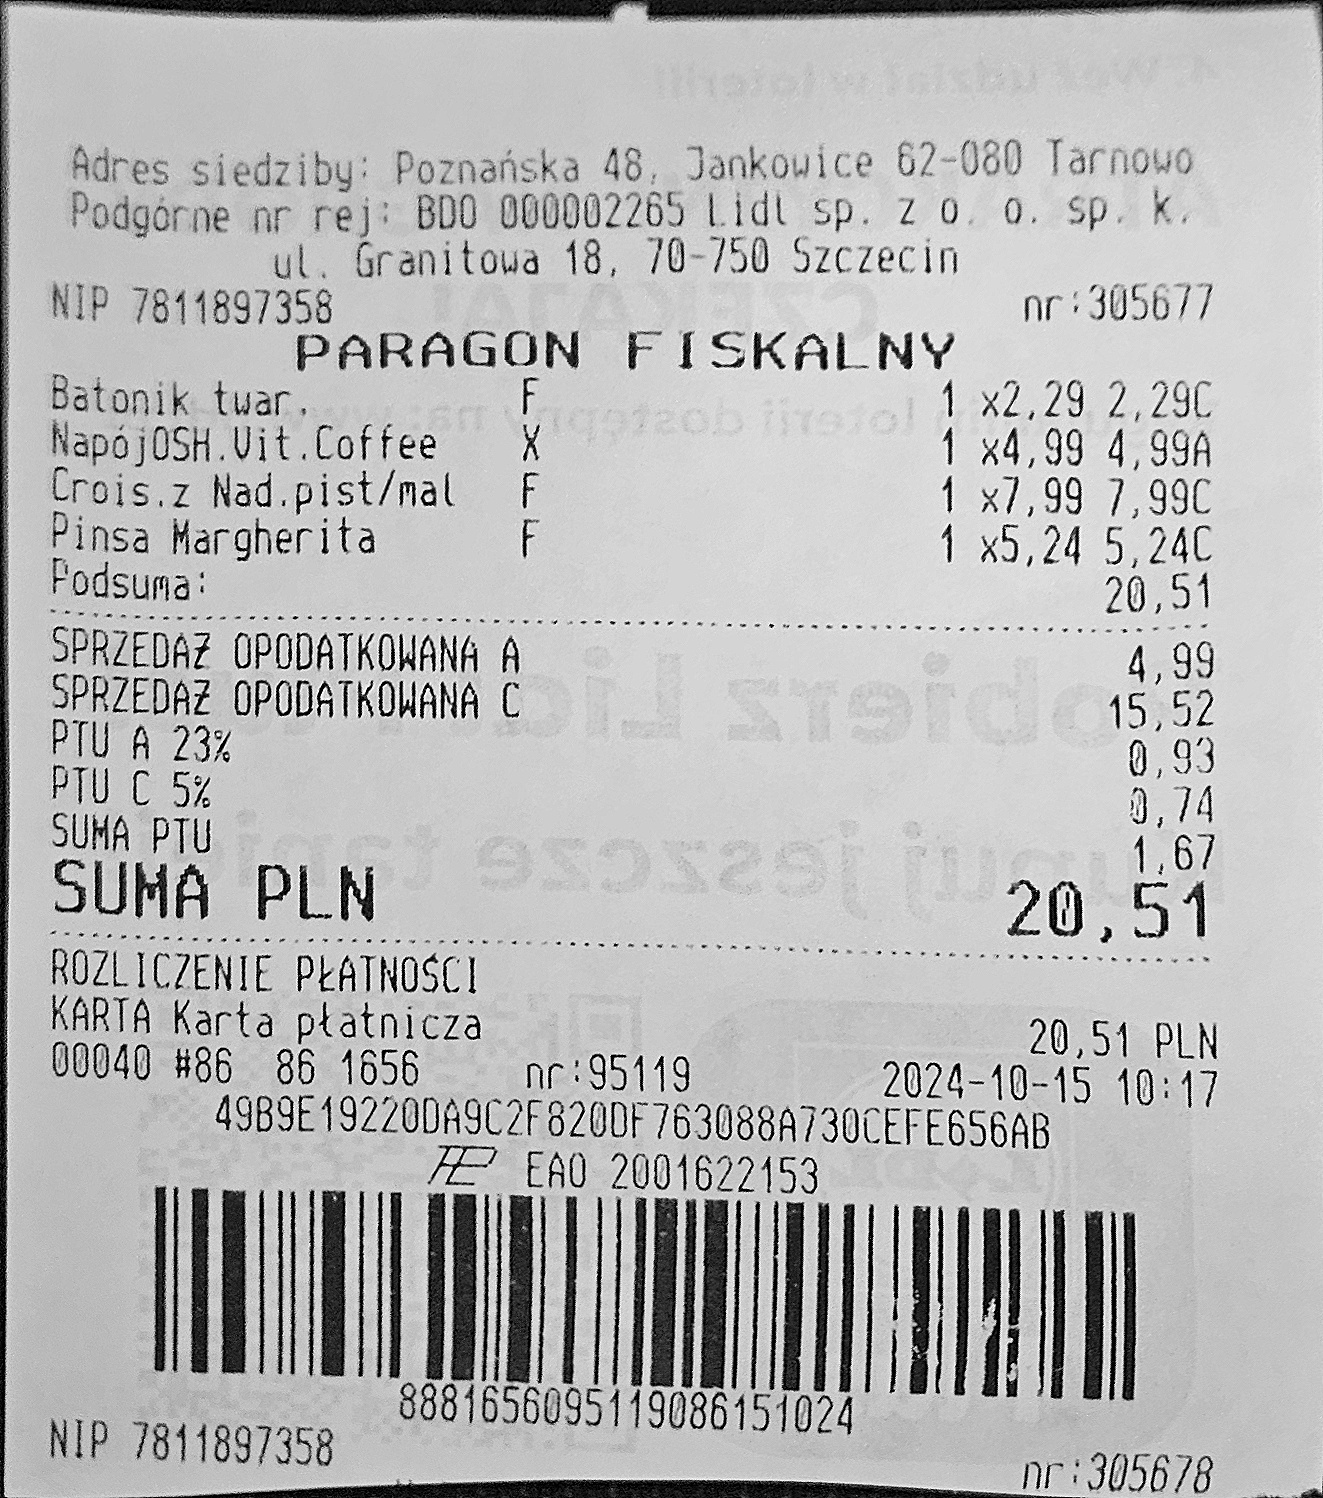 Adres siedziby: Poznańska 48, Jankowice 62-080 Tarnowo
Podgórne nr rej: BDO 000002265 Lidl sp. z o. o. sp. k.
ul. Granitowa 18, 70-750 Szczecin
NIP 7811897358 nr:305677
PARAGON FISKALNY
Batonik twar. F 1 x2,29 2,29C
NapójOSH.Vit.Coffee X 1 x4,99 4,99A
Crois.z Nad.pist/mal F 1 x7,99 7,99C
Pinsa Margherita F 1 x5,24 5,24C
Podsuma: 20,51
SPRZEDAŻ OPODATKOWANA A 4,99
SPRZEDAŻ OPODATKOWANA C 15,52
PTU A 23% 0,93
PTU C 5% 0,74
SUMA PTU 1,67
SUMA PLN 20,51
ROZLICZENIE PŁATNOŚCI
KARTA Karta płatnicza 20,51 PLN
00040 #86 86 1656 nr:95119 2024-10-15 10:17
49B9E19220DA9C2F820DF763088A730CEFE656AB
EAO 2001622153
8881656095119086151024
NIP 7811897358 nr:305678